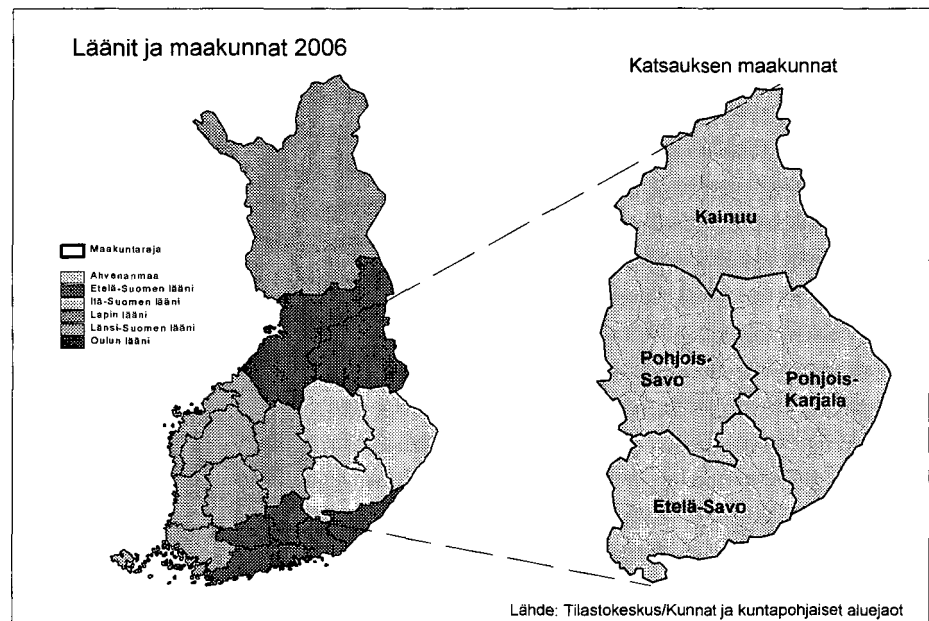 Läänit ja maakunnat 2006
Katsauksen maakunnat
Maakuntaraja
Ahvenanmaa
Etelä-Suomen lääni
Itä-Suomen lääni
Lapin lääni
Länsi-Suomen lääni
Oulun lääni
Kainuu
Pohjois-
Savo
Pohjois-
Karjala
Etelä-Savo
Lähde: Tilastokeskus/Kunnat ja kuntapohjaiset aluejaot